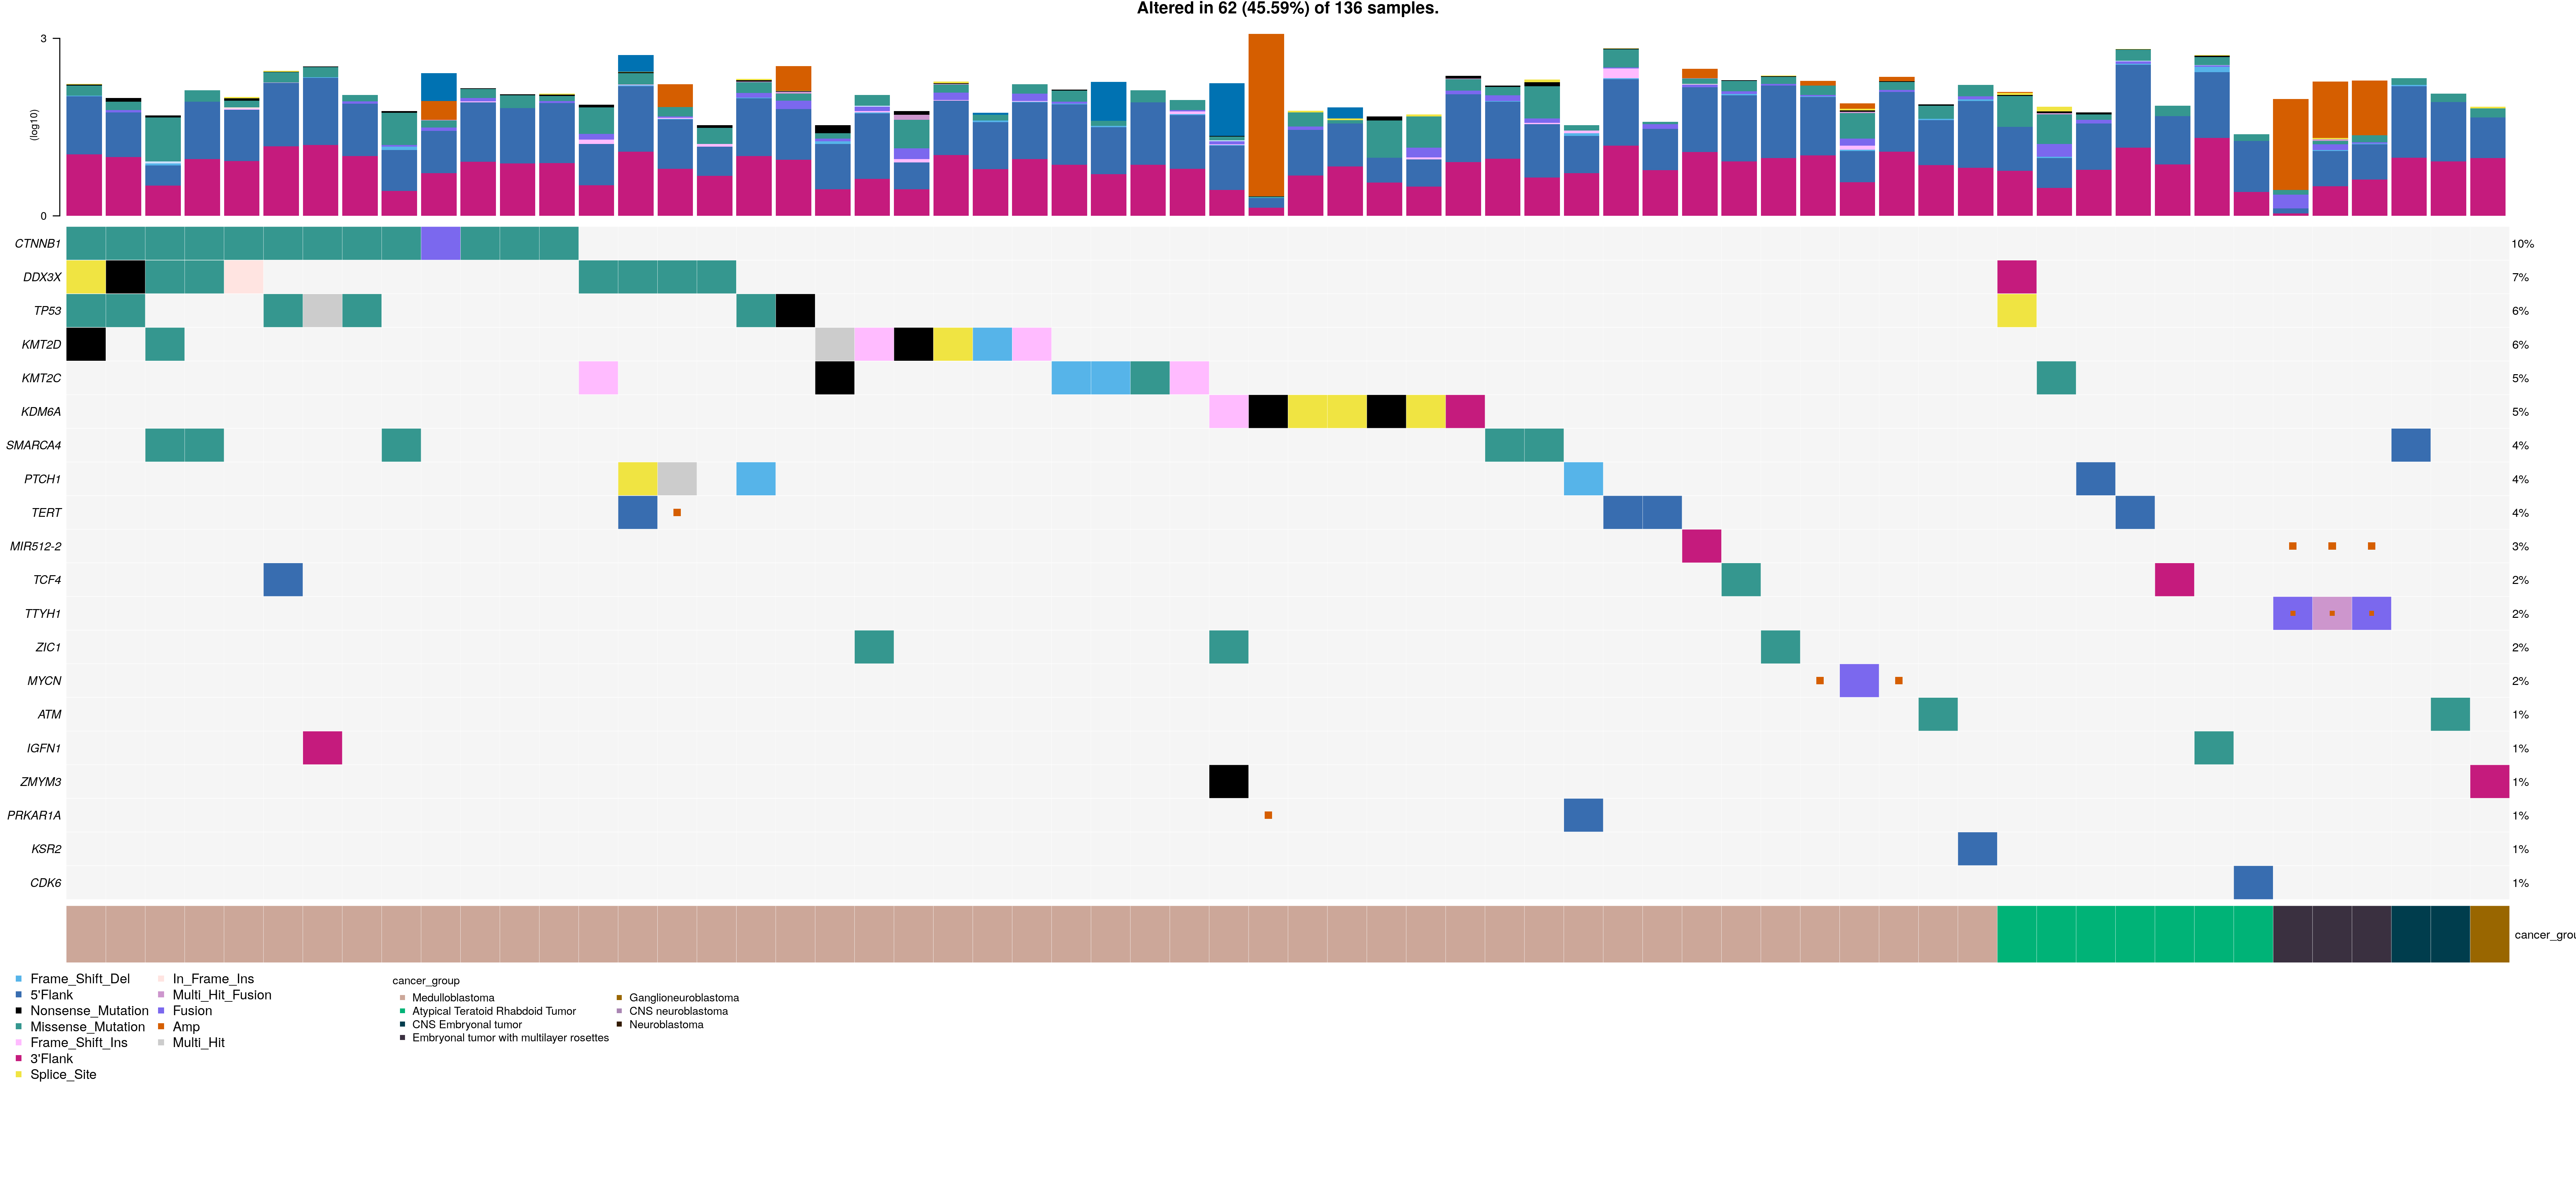 Altered in 62 (45.59%) of 136 samples.
3
(log10)
0
CTNNB1 10%
DDX3X 7%
TP53 6%
KMT2D 6%
KMT2C 5%
KDM6A 5%
SMARCA4 4%
PTCH1 4%
TERT 4%
MIR512-2 3%
TCF4 2%
TTYH1 2%
ZIC1 2%
MYCN 2%
ATM 1%
IGFN1 1%
ZMYM3 1%
PRKAR1A 1%
KSR2 1%
CDK6 1%
cancer_grou
Frame_Shift_Del
5'Flank
Nonsense_Mutation
Missense_Mutation
Frame_Shift_Ins
3'Flank
Splice_Site
In_Frame_Ins
Multi_Hit_Fusion
Fusion
Amp
Multi_Hit
cancer_group
Medulloblastoma
Atypical Teratoid Rhabdoid Tumor
CNS Embryonal tumor
Embryonal tumor with multilayer rosettes
Ganglioneuroblastoma
CNS neuroblastoma
Neuroblastoma